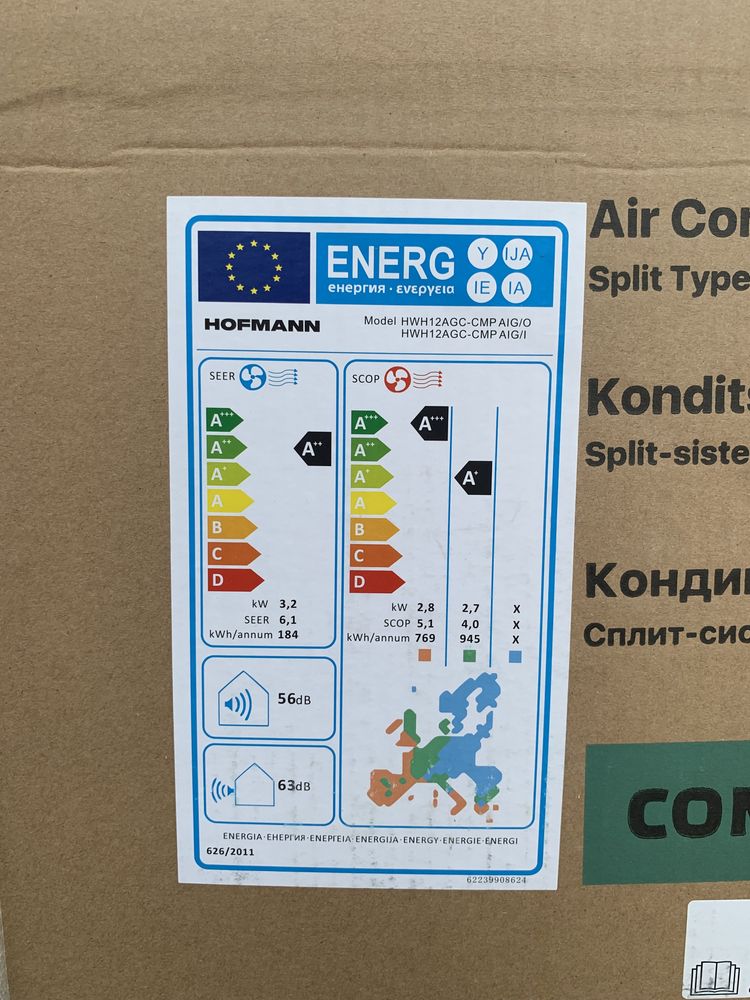 ENERG
енергия · ενεργεια
Y IJA
IE IA
HOFMANN
Model HWH12AGC-CMP AIG/O
HWH12AGC-CMP AIG/I
SEER
SCOP
A+++
A++
A+
A
B
C
D
A++
A+++
A++
A+
A
B
C
D
A+++
A+
kW 3,2
SEER 6,1
kWh/annum 184
kW 2,8 2,7 X
SCOP 5,1 4,0 X
kWh/annum 769 945 X
56dB
63dB
ENERGIA·ЕНЕРГИЯ·ΕΝΕΡΓΕΙΑ·ENERGIJA·ENERGY·ENERGIE·ENERGI
626/2011
62239908624
Air Con
Split Type
Kondits
Split-siste
Кондиц
Сплит-сис
COM